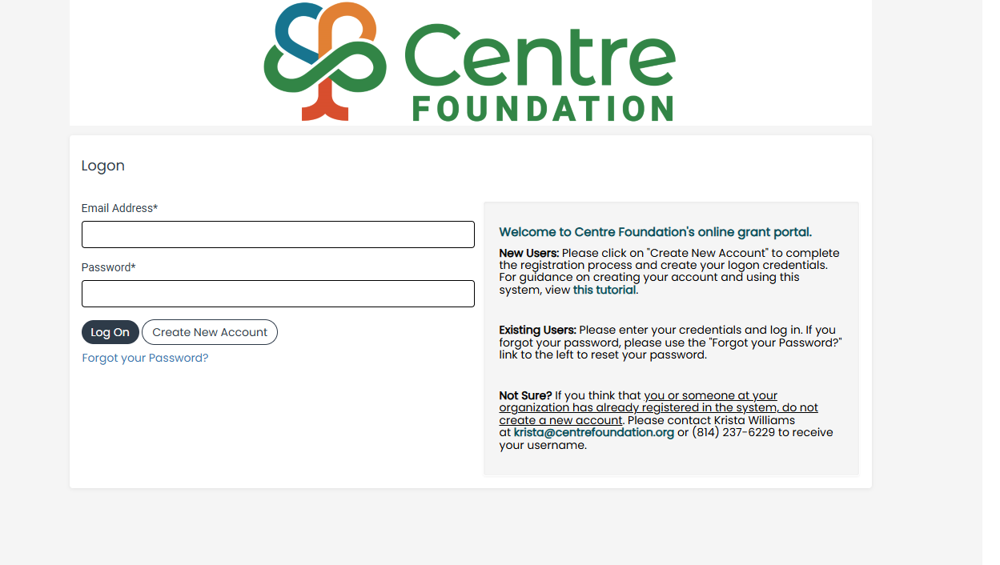 Centre
FOUNDATION
Logon
Email Address*
Password*
Log On
Create New Account
Forgot your Password?
Welcome to Centre Foundation's online grant portal.
New Users: Please click on "Create New Account" to complete
the registration process and create your logon credentials.
For guidance on creating your account and using this
system, view this tutorial.
Existing Users: Please enter your credentials and log in. If you
forgot your password, please use the "Forgot your Password?"
link to the left to reset your password.
Not Sure? If you think that you or someone at your
organization has already registered in the system, do not
create a new account. Please contact Krista Williams
at krista@centrefoundation.org or (814) 237-6229 to receive
your username.